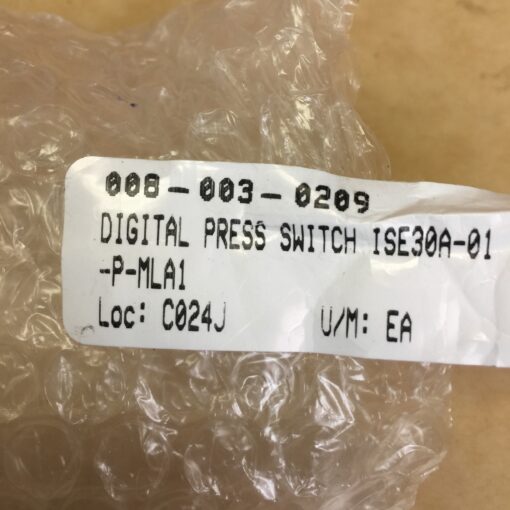 008-003-0209
DIGITAL PRESS SWITCH ISE30A-01
-P-MLA1
Loc: C024J U/M: EA